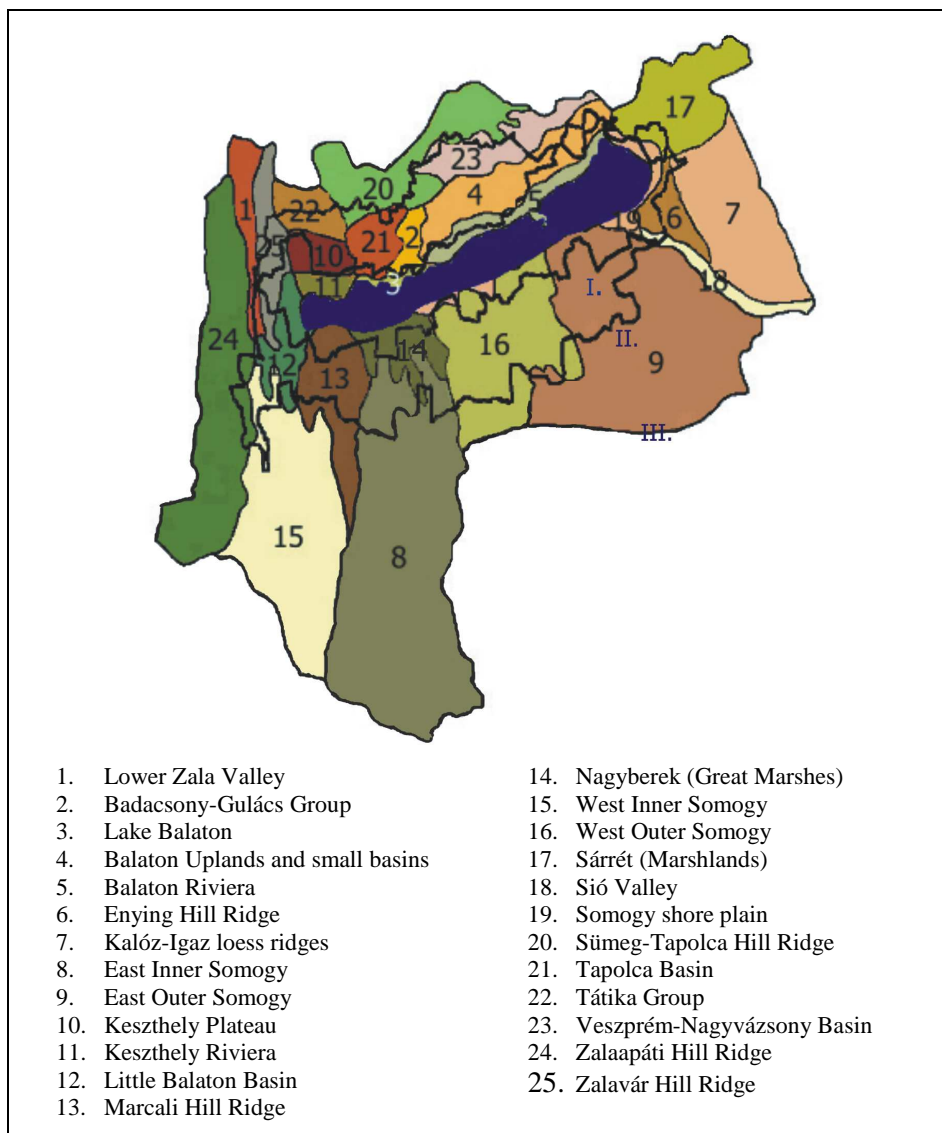 17
23
20
4
5
1
22
2
6
7
25
21
10
19
11
3
18
I.
24
14
16
II.
12
13
9
III.
15
8
1. Lower Zala Valley
2. Badacsony-Gulács Group
3. Lake Balaton
4. Balaton Uplands and small basins
5. Balaton Riviera
6. Enying Hill Ridge
7. Kalóz-Igaz loess ridges
8. East Inner Somogy
9. East Outer Somogy
10. Keszthely Plateau
11. Keszthely Riviera
12. Little Balaton Basin
13. Marcali Hill Ridge
14. Nagyberek (Great Marshes)
15. West Inner Somogy
16. West Outer Somogy
17. Sárrét (Marshlands)
18. Sió Valley
19. Somogy shore plain
20. Sümeg-Tapolca Hill Ridge
21. Tapolca Basin
22. Tátika Group
23. Veszprém-Nagyvázsony Basin
24. Zalaapáti Hill Ridge
25. Zalavár Hill Ridge